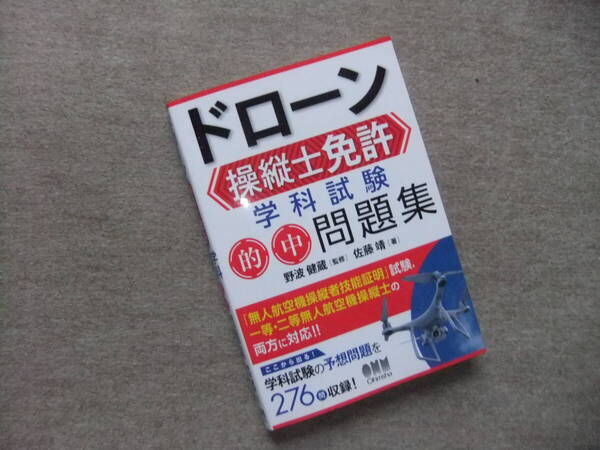 ドローン
操縦士免許
学科試験
的中問題集
野波 健蔵[監修] 佐藤 靖[著]
『無人航空機操縦者技能証明』試験、
一等・二等無人航空機操縦士の
両方に対応!!
ここから出る!
学科試験の予想問題を
276問収録!
OHM
Ohmsha
学科